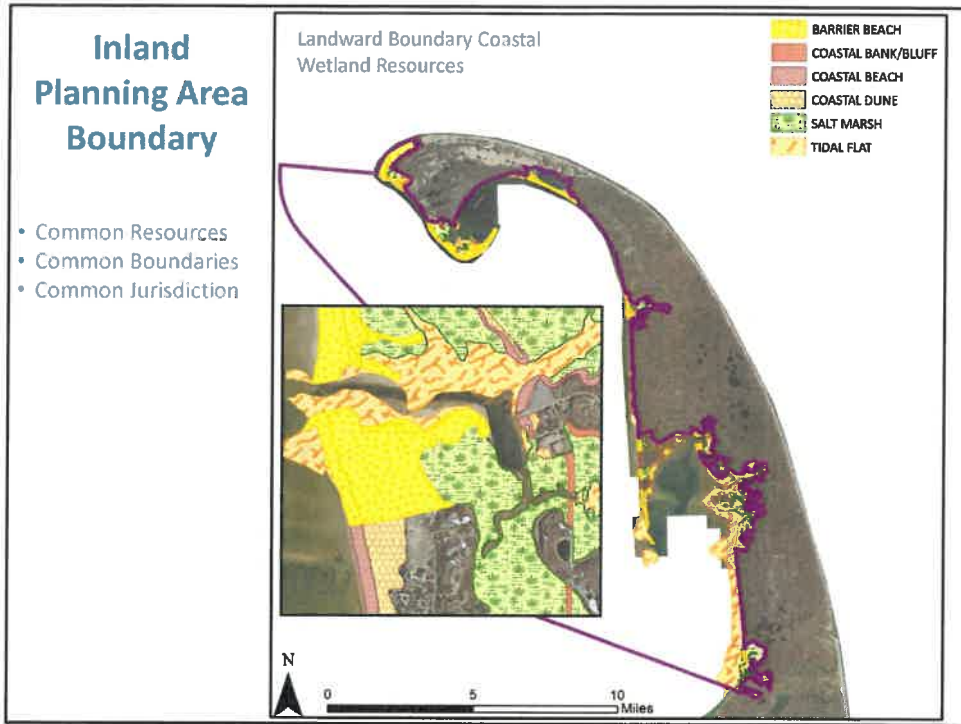 Inland
Planning Area
Boundary
• Common Resources
• Common Boundaries
• Common Jurisdiction
Landward Boundary Coastal
Wetland Resources
BARRIER BEACH
COASTAL BANK/BLUFF
COASTAL BEACH
COASTAL DUNE
SALT MARSH
TIDAL FLAT
N
0 5 10
Miles